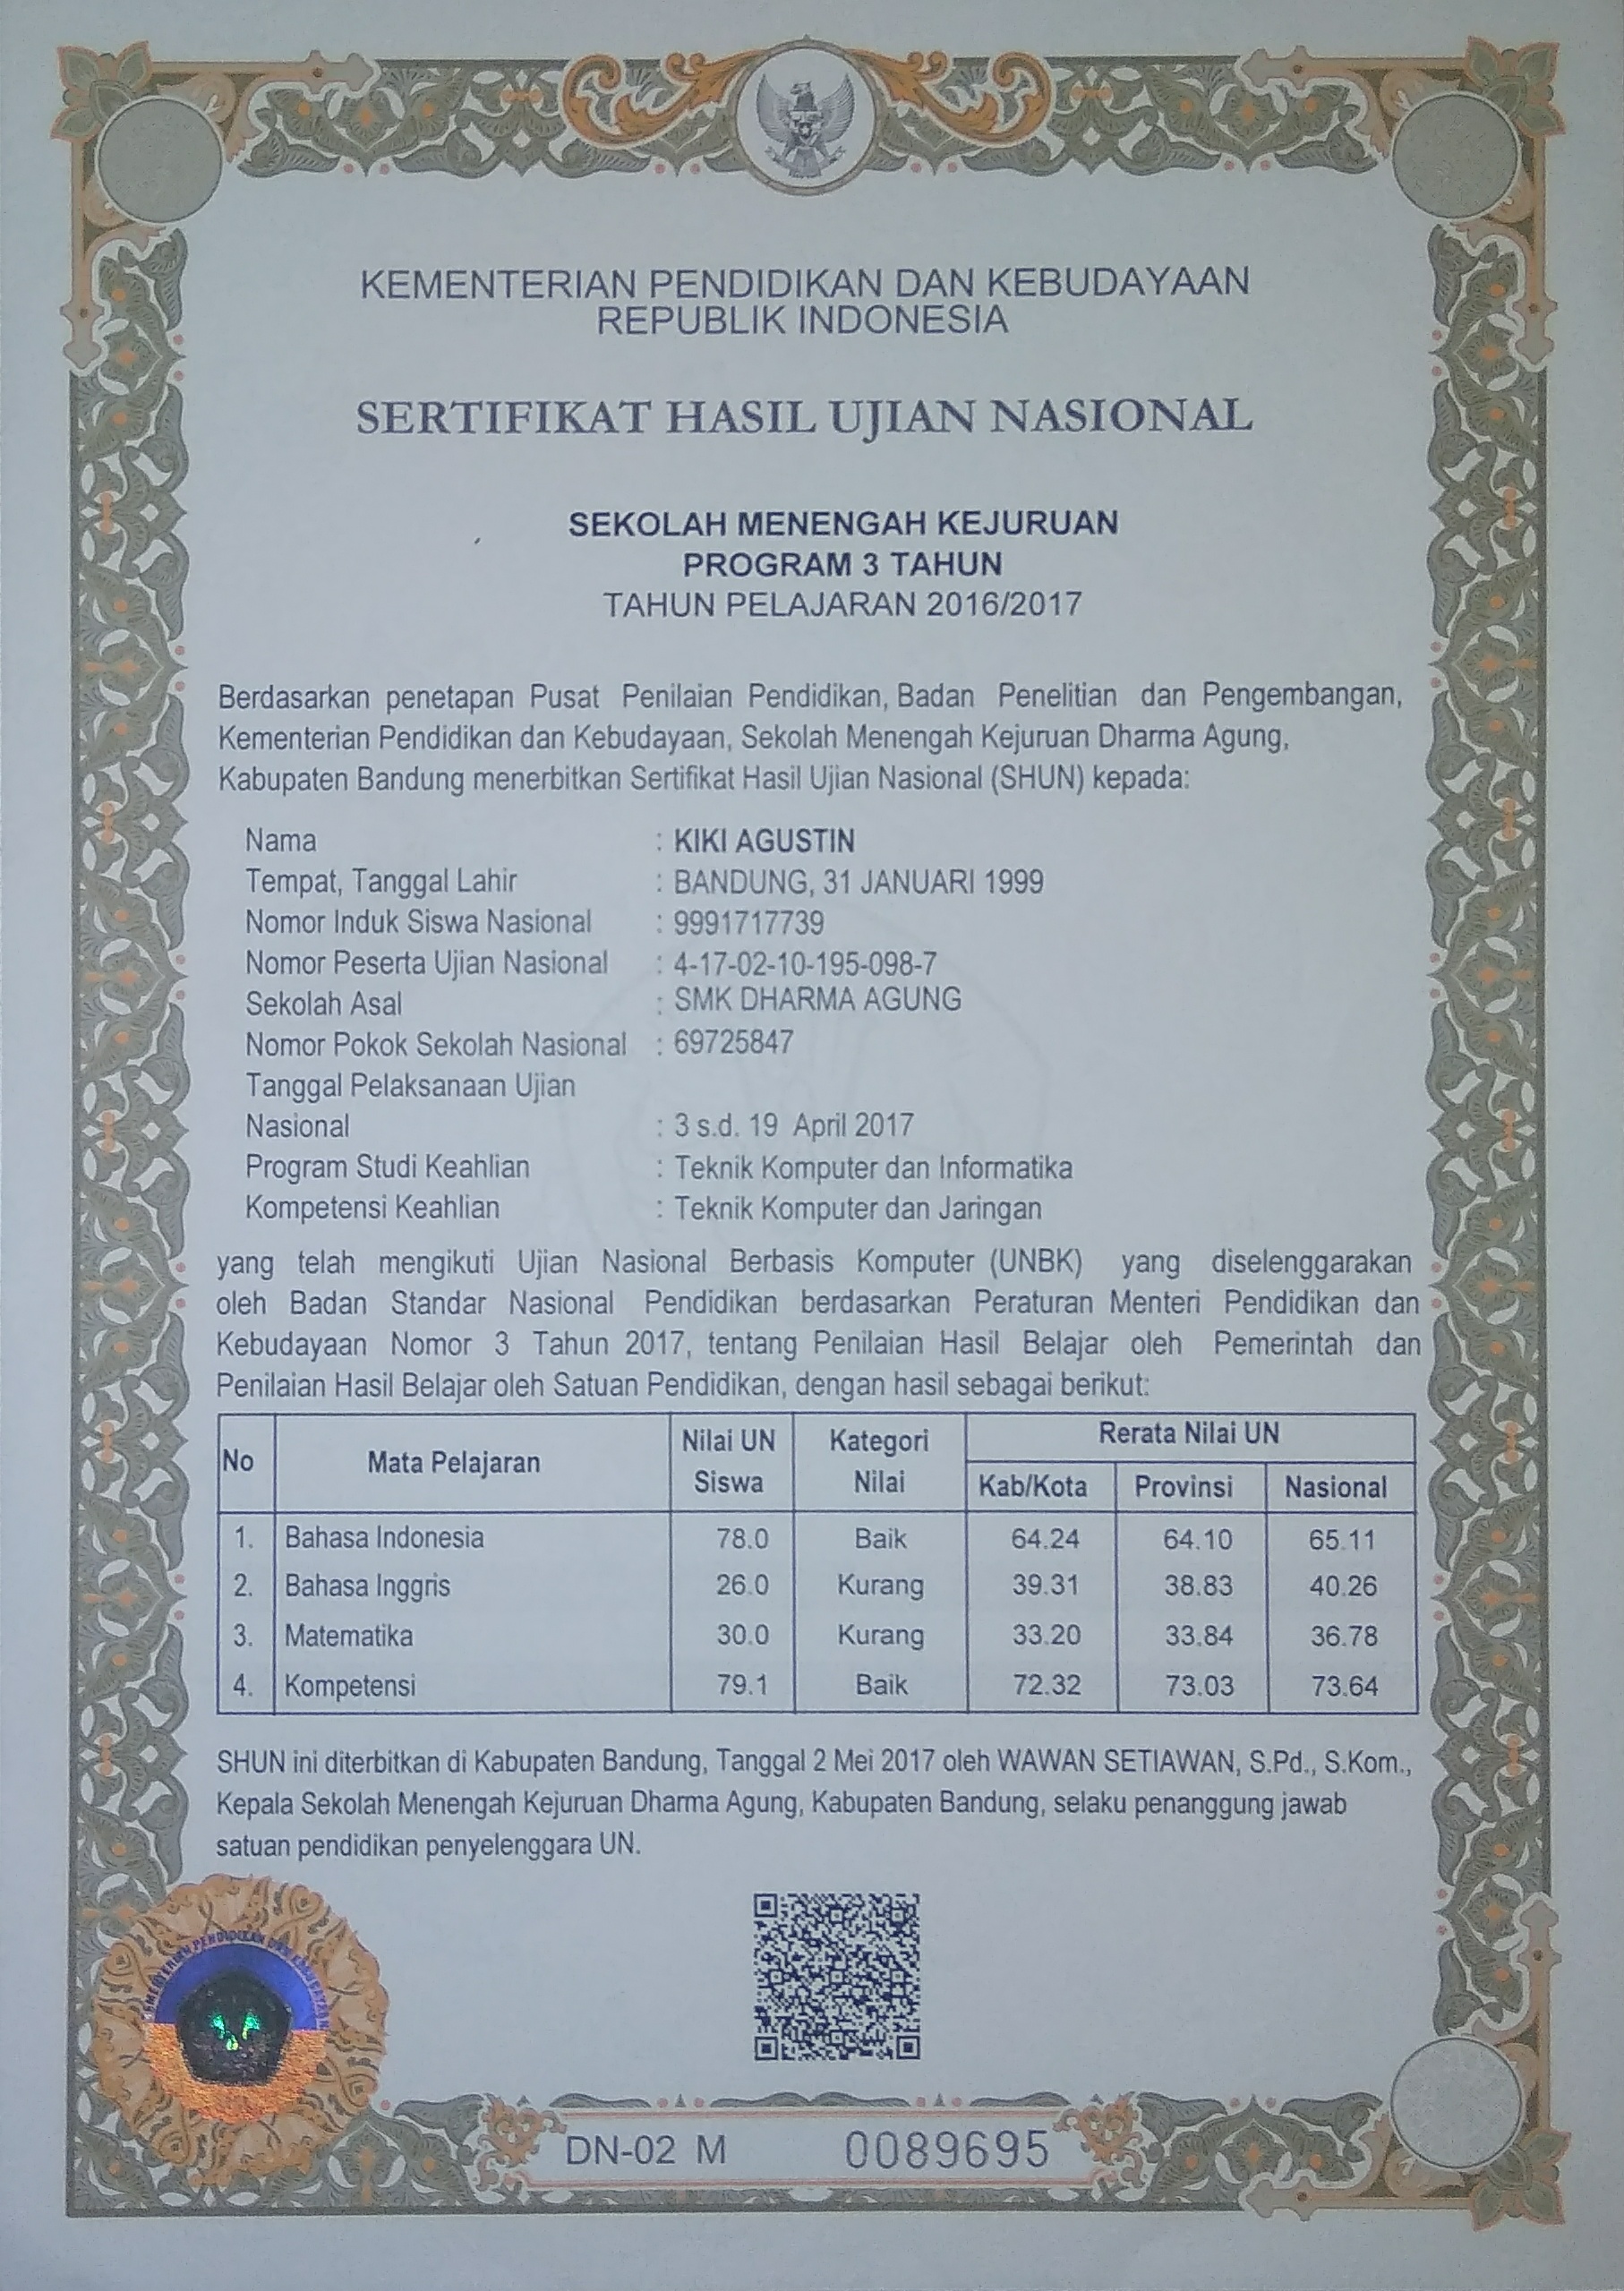 KEMENTERIAN PENDIDIKAN DAN KEBUDAYAAN
REPUBLIK INDONESIA
SERTIFIKAT HASIL UJIAN NASIONAL
SEKOLAH MENENGAH KEJURUAN
PROGRAM 3 TAHUN
TAHUN PELAJARAN 2016/2017
Berdasarkan penetapan Pusat Penilaian Pendidikan, Badan Penelitian dan Pengembangan,
Kementerian Pendidikan dan Kebudayaan, Sekolah Menengah Kejuruan Dharma Agung,
Kabupaten Bandung menerbitkan Sertifikat Hasil Ujian Nasional (SHUN) kepada:
Nama : KIKI AGUSTIN
Tempat, Tanggal Lahir : BANDUNG, 31 JANUARI 1999
Nomor Induk Siswa Nasional : 9991717739
Nomor Peserta Ujian Nasional : 4-17-02-10-195-098-7
Sekolah Asal : SMK DHARMA AGUNG
Nomor Pokok Sekolah Nasional : 69725847
Tanggal Pelaksanaan Ujian
Nasional : 3 s.d. 19 April 2017
Program Studi Keahlian : Teknik Komputer dan Informatika
Kompetensi Keahlian : Teknik Komputer dan Jaringan
yang telah mengikuti Ujian Nasional Berbasis Komputer (UNBK) yang diselenggarakan
oleh Badan Standar Nasional Pendidikan berdasarkan Peraturan Menteri Pendidikan dan
Kebudayaan Nomor 3 Tahun 2017, tentang Penilaian Hasil Belajar oleh Pemerintah dan
Penilaian Hasil Belajar oleh Satuan Pendidikan, dengan hasil sebagai berikut:
No Mata Pelajaran Nilai UN Siswa Kategori Nilai Rerata Nilai UN
Kab/Kota Provinsi Nasional
1. Bahasa Indonesia 78.0 Baik 64.24 64.10 65.11
2. Bahasa Inggris 26.0 Kurang 39.31 38.83 40.26
3. Matematika 30.0 Kurang 33.20 33.84 36.78
4. Kompetensi 79.1 Baik 72.32 73.03 73.64
SHUN ini diterbitkan di Kabupaten Bandung, Tanggal 2 Mei 2017 oleh WAWAN SETIAWAN, S.Pd., S.Kom.,
Kepala Sekolah Menengah Kejuruan Dharma Agung, Kabupaten Bandung, selaku penanggung jawab
satuan pendidikan penyelenggara UN.
KEMENTERIAN PENDIDIKAN DAN KEBUDAYAAN
DN-02 M 0089695